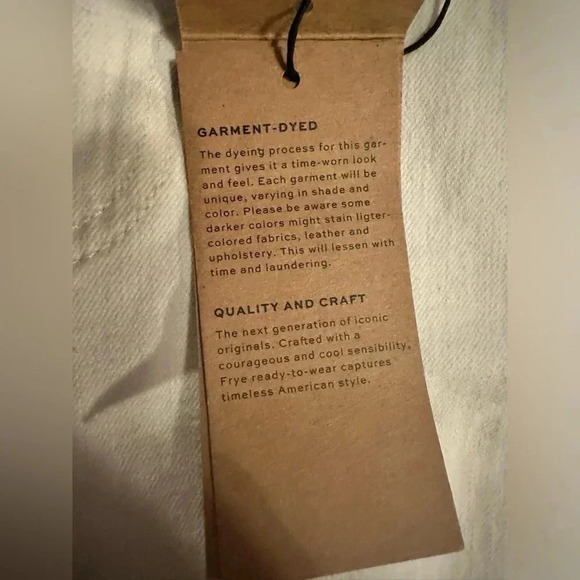 GARMENT-DYED
The dyeing process for this gar-
ment gives it a time-worn look
and feel. Each garment will be
unique, varying in shade and
color. Please be aware some
darker colors might stain ligter-
colored fabrics, leather and
upholstery. This will lessen with
time and laundering.
QUALITY AND CRAFT
The next generation of iconic
originals. Crafted with a
courageous and cool sensibility,
Frye ready-to-wear captures
timeless American style.